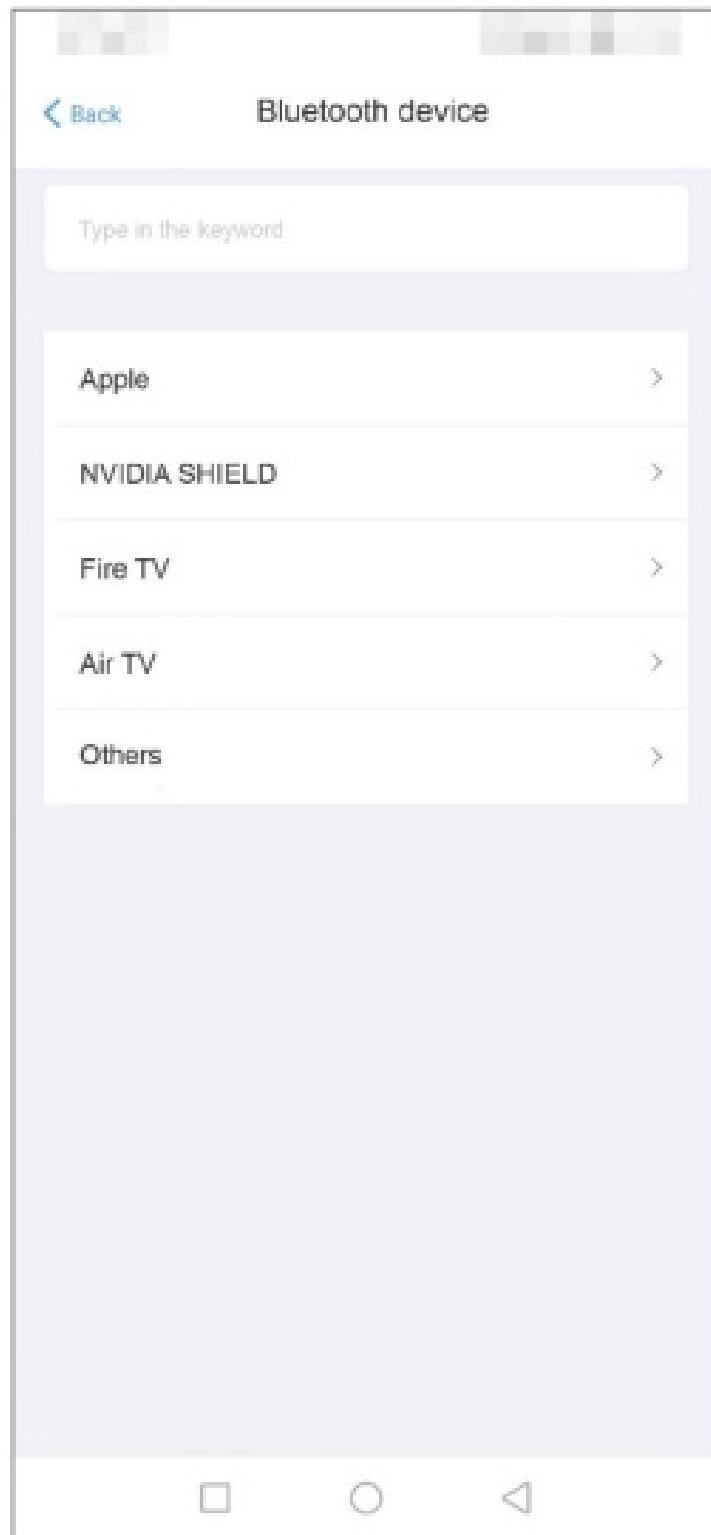 Back
Bluetooth device
Type in the keyword
Apple
NVIDIA SHIELD
Fire TV
Air TV
Others